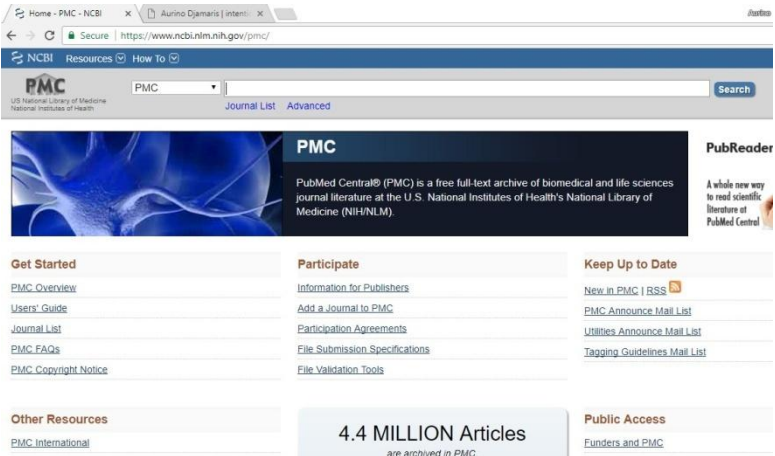 Home - PMC - NCBI
Aurino Djamaris | intenti
Aurino
Secure | https://www.ncbi.nlm.nih.gov/pmc/
NCBI Resources How To
PMC
US National Library of Medicine
National Institutes of Health
PMC
Search
Journal List Advanced
PMC
PubMed Central® (PMC) is a free full-text archive of biomedical and life sciences
journal literature at the U.S. National Institutes of Health's National Library of
Medicine (NIH/NLM).
PubReader
A whole new way
to read scientific
literature at
PubMed Central
Get Started
PMC Overview
Users' Guide
Journal List
PMC FAQs
PMC Copyright Notice
Participate
Information for Publishers
Add a Journal to PMC
Participation Agreements
File Submission Specifications
File Validation Tools
Keep Up to Date
New in PMC | RSS
PMC Announce Mail List
Utilities Announce Mail List
Tagging Guidelines Mail List
Other Resources
PMC International
4.4 MILLION Articles
are archived in PMC
Public Access
Funders and PMC